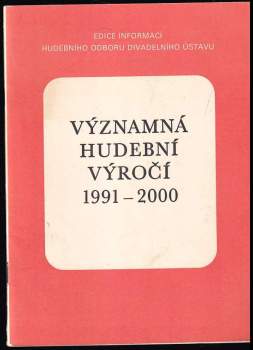 EDICE INFORMACÍ
HUDEBNÍHO ODBORU DIVADELNÍHO ÚSTAVU
VÝZNAMNÁ
HUDEBNÍ
VÝROČÍ
1991 – 2000